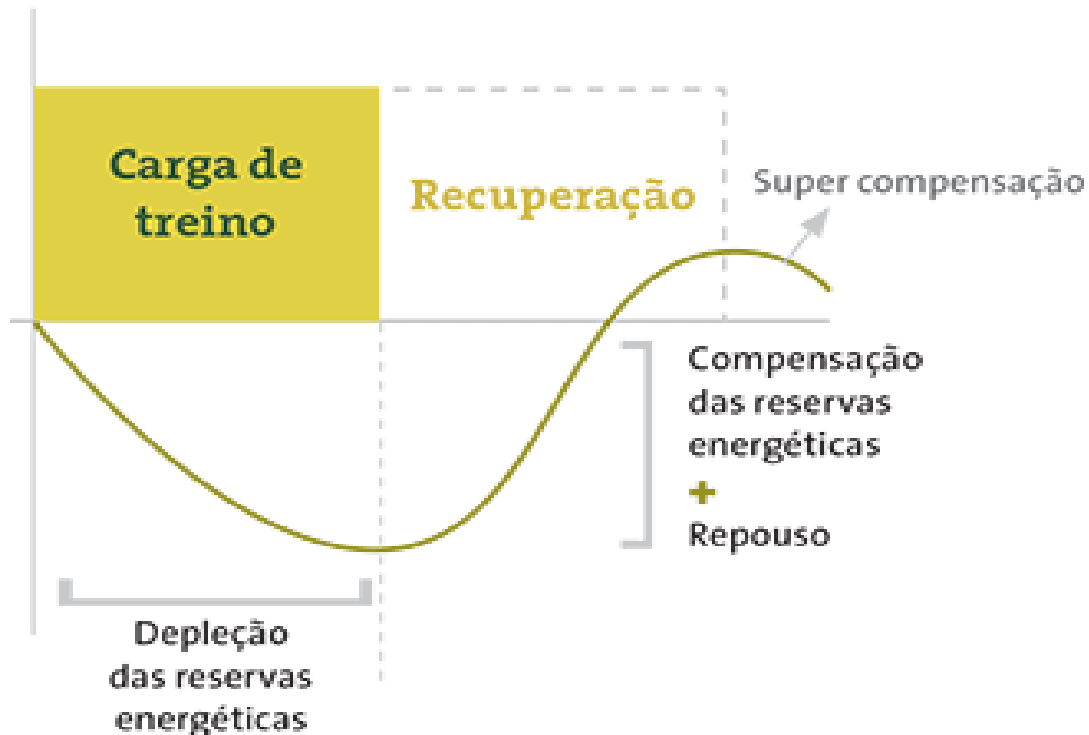 Carga de
treino
Recuperação
Super compensação
Compensação
das reservas
energéticas
+
Repouso
Depleção
das reservas
energéticas